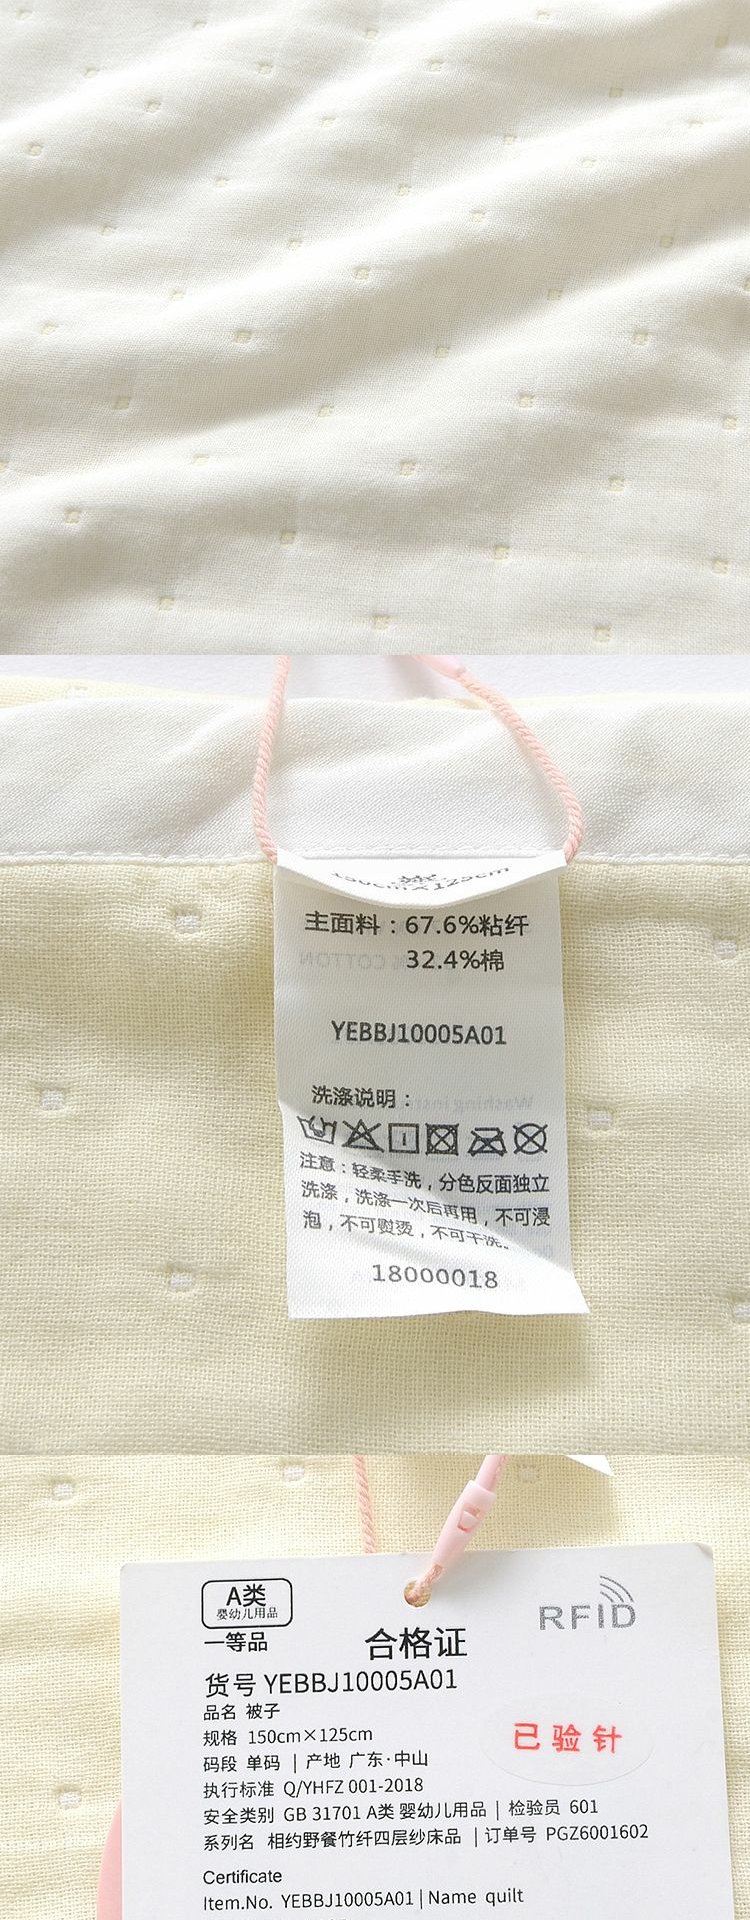 150cm×125cm
主面料：67.6%粘纤
32.4%棉
YEBBJ10005A01
洗涤说明：
注意：轻柔手洗，分色反面独立
洗涤，洗涤一次后再用，不可浸
泡，不可熨烫，不可干洗。
18000018
A类
婴幼儿用品
一等品
合格证
RFID
货号 YEBBJ10005A01
品名 被子
规格 150cm×125cm
已验针
码段 单码 | 产地 广东·中山
执行标准 Q/YHFZ 001-2018
安全类别 GB 31701 A类 婴幼儿用品 | 检验员 601
系列名 相约野餐竹纤四层纱床品 | 订单号 PGZ6001602
Certificate
Item.No. YEBBJ10005A01 | Name quilt